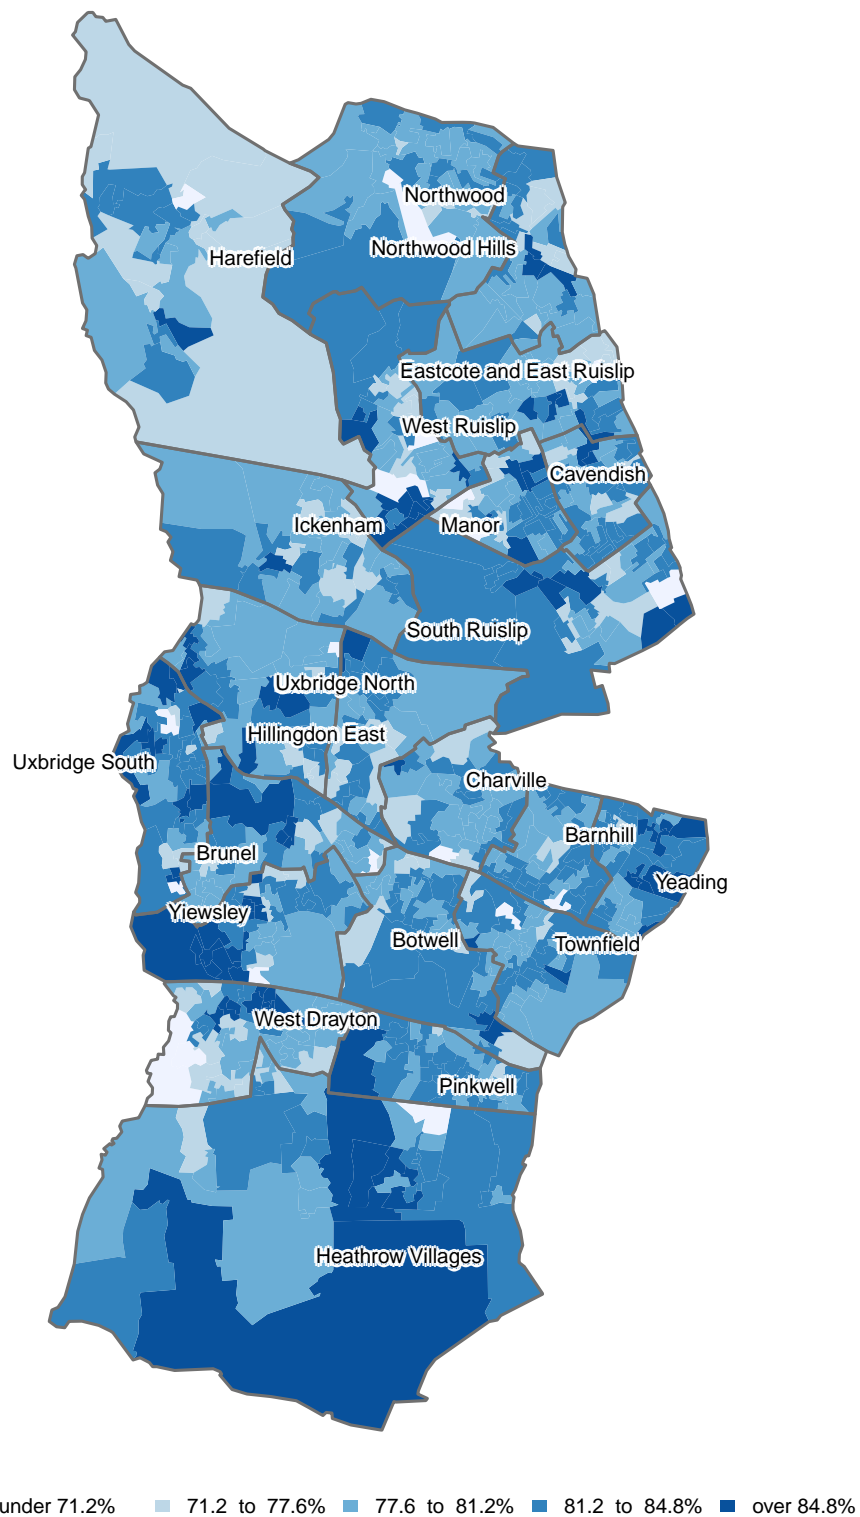 Northwood
Northwood Hills
Harefield
Eastcote and East Ruislip
West Ruislip
Cavendish
Ickenham
Manor
South Ruislip
Uxbridge North
Hillingdon East
Uxbridge South
Charville
Barnhill
Brunel
Yeading
Yiewsley
Botwell
Townfield
West Drayton
Pinkwell
Heathrow Villages
under 71.2% 71.2 to 77.6% 77.6 to 81.2% 81.2 to 84.8% over 84.8%